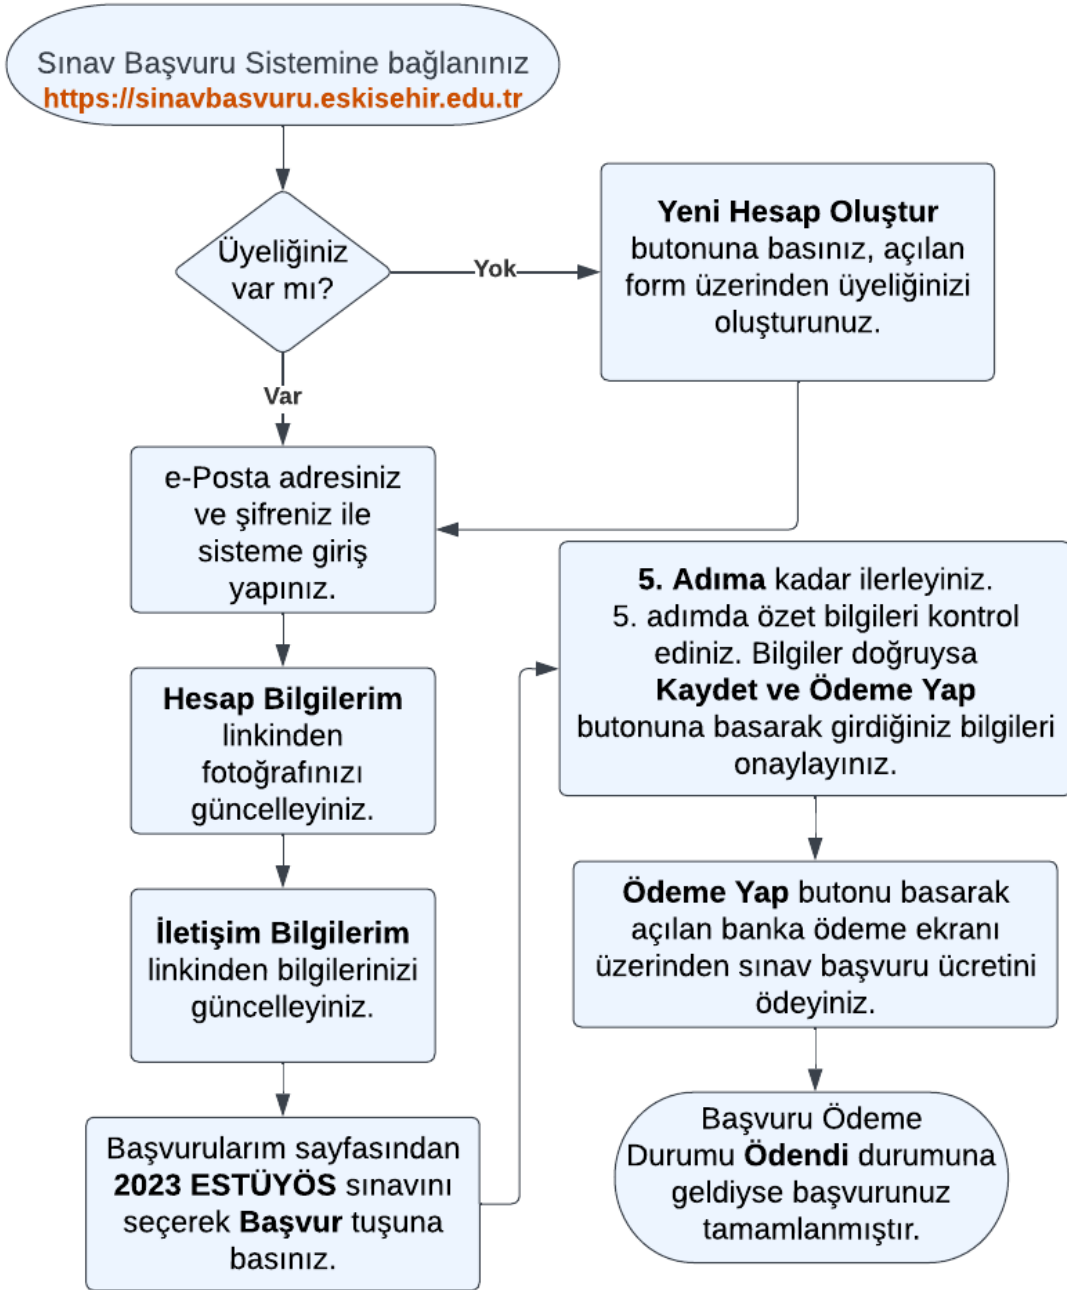 Sınav Başvuru Sistemine bağlanınız
https://sinavbasvuru.eskisehir.edu.tr
Üyeliğiniz
var mı?
Yok
Yeni Hesap Oluştur
butonuna basınız, açılan
form üzerinden üyeliğinizi
oluşturunuz.
Var
e-Posta adresiniz
ve şifreniz ile
sisteme giriş
yapınız.
Hesap Bilgilerim
linkinden
fotoğrafınızı
güncelleyiniz.
İletişim Bilgilerim
linkinden bilgilerinizi
güncelleyiniz.
Başvurularım sayfasından
2023 ESTÜYÖS sınavını
seçerek Başvur tuşuna
basınız.
5. Adıma kadar ilerleyiniz.
5. adımda özet bilgileri kontrol
ediniz. Bilgiler doğruysa
Kaydet ve Ödeme Yap
butonuna basarak girdiğiniz bilgileri
onaylayınız.
Ödeme Yap butonu basarak
açılan banka ödeme ekranı
üzerinden sınav başvuru ücretini
ödeyiniz.
Başvuru Ödeme
Durumu Ödendi durumuna
geldiyse başvurunuz
tamamlanmıştır.